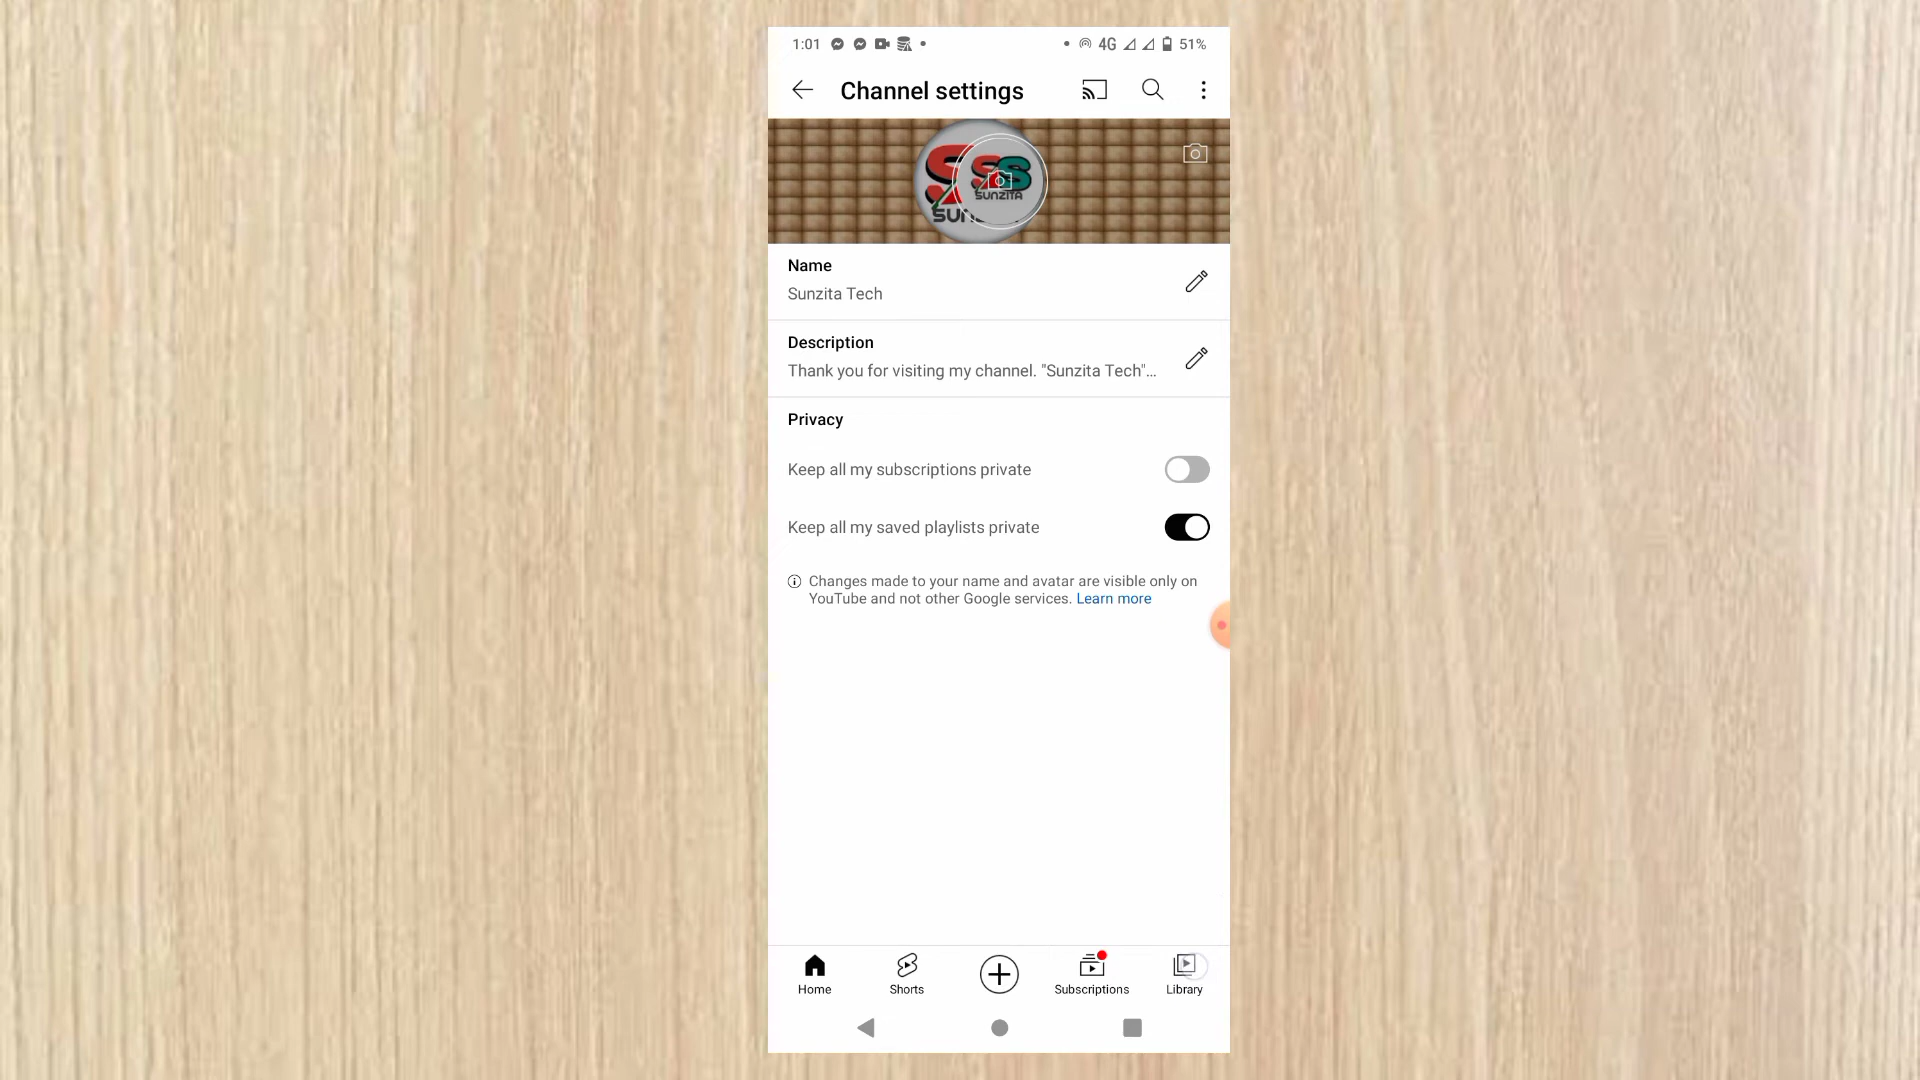 1:01
4G
51%
Channel settings
SUNZITA
Name
Sunzita Tech
Description
Thank you for visiting my channel. "Sunzita Tech"...
Privacy
Keep all my subscriptions private
Keep all my saved playlists private
Changes made to your name and avatar are visible only on
YouTube and not other Google services. Learn more
Home
Shorts
Subscriptions
Library